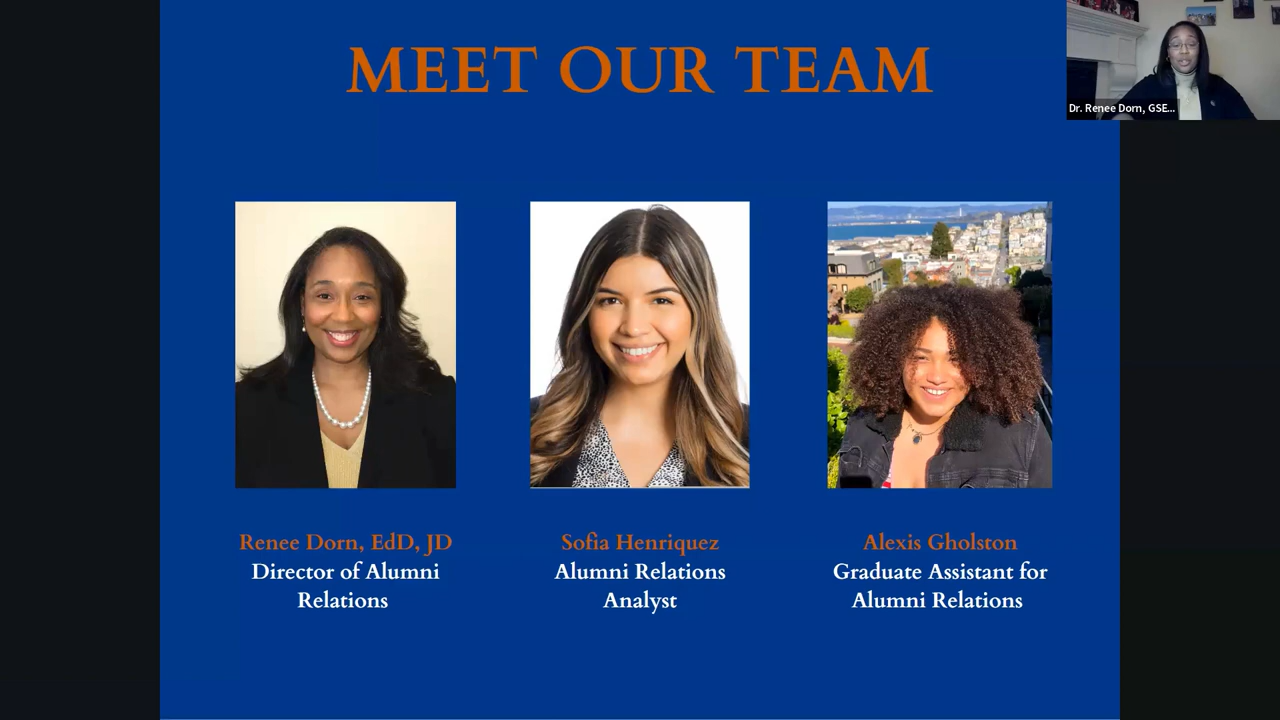 MEET OUR TEAM
Dr. Renee Dorn, GSE...
Renee Dorn, EdD, JD
Director of Alumni
Relations
Sofia Henriquez
Alumni Relations
Analyst
Alexis Gholston
Graduate Assistant for
Alumni Relations